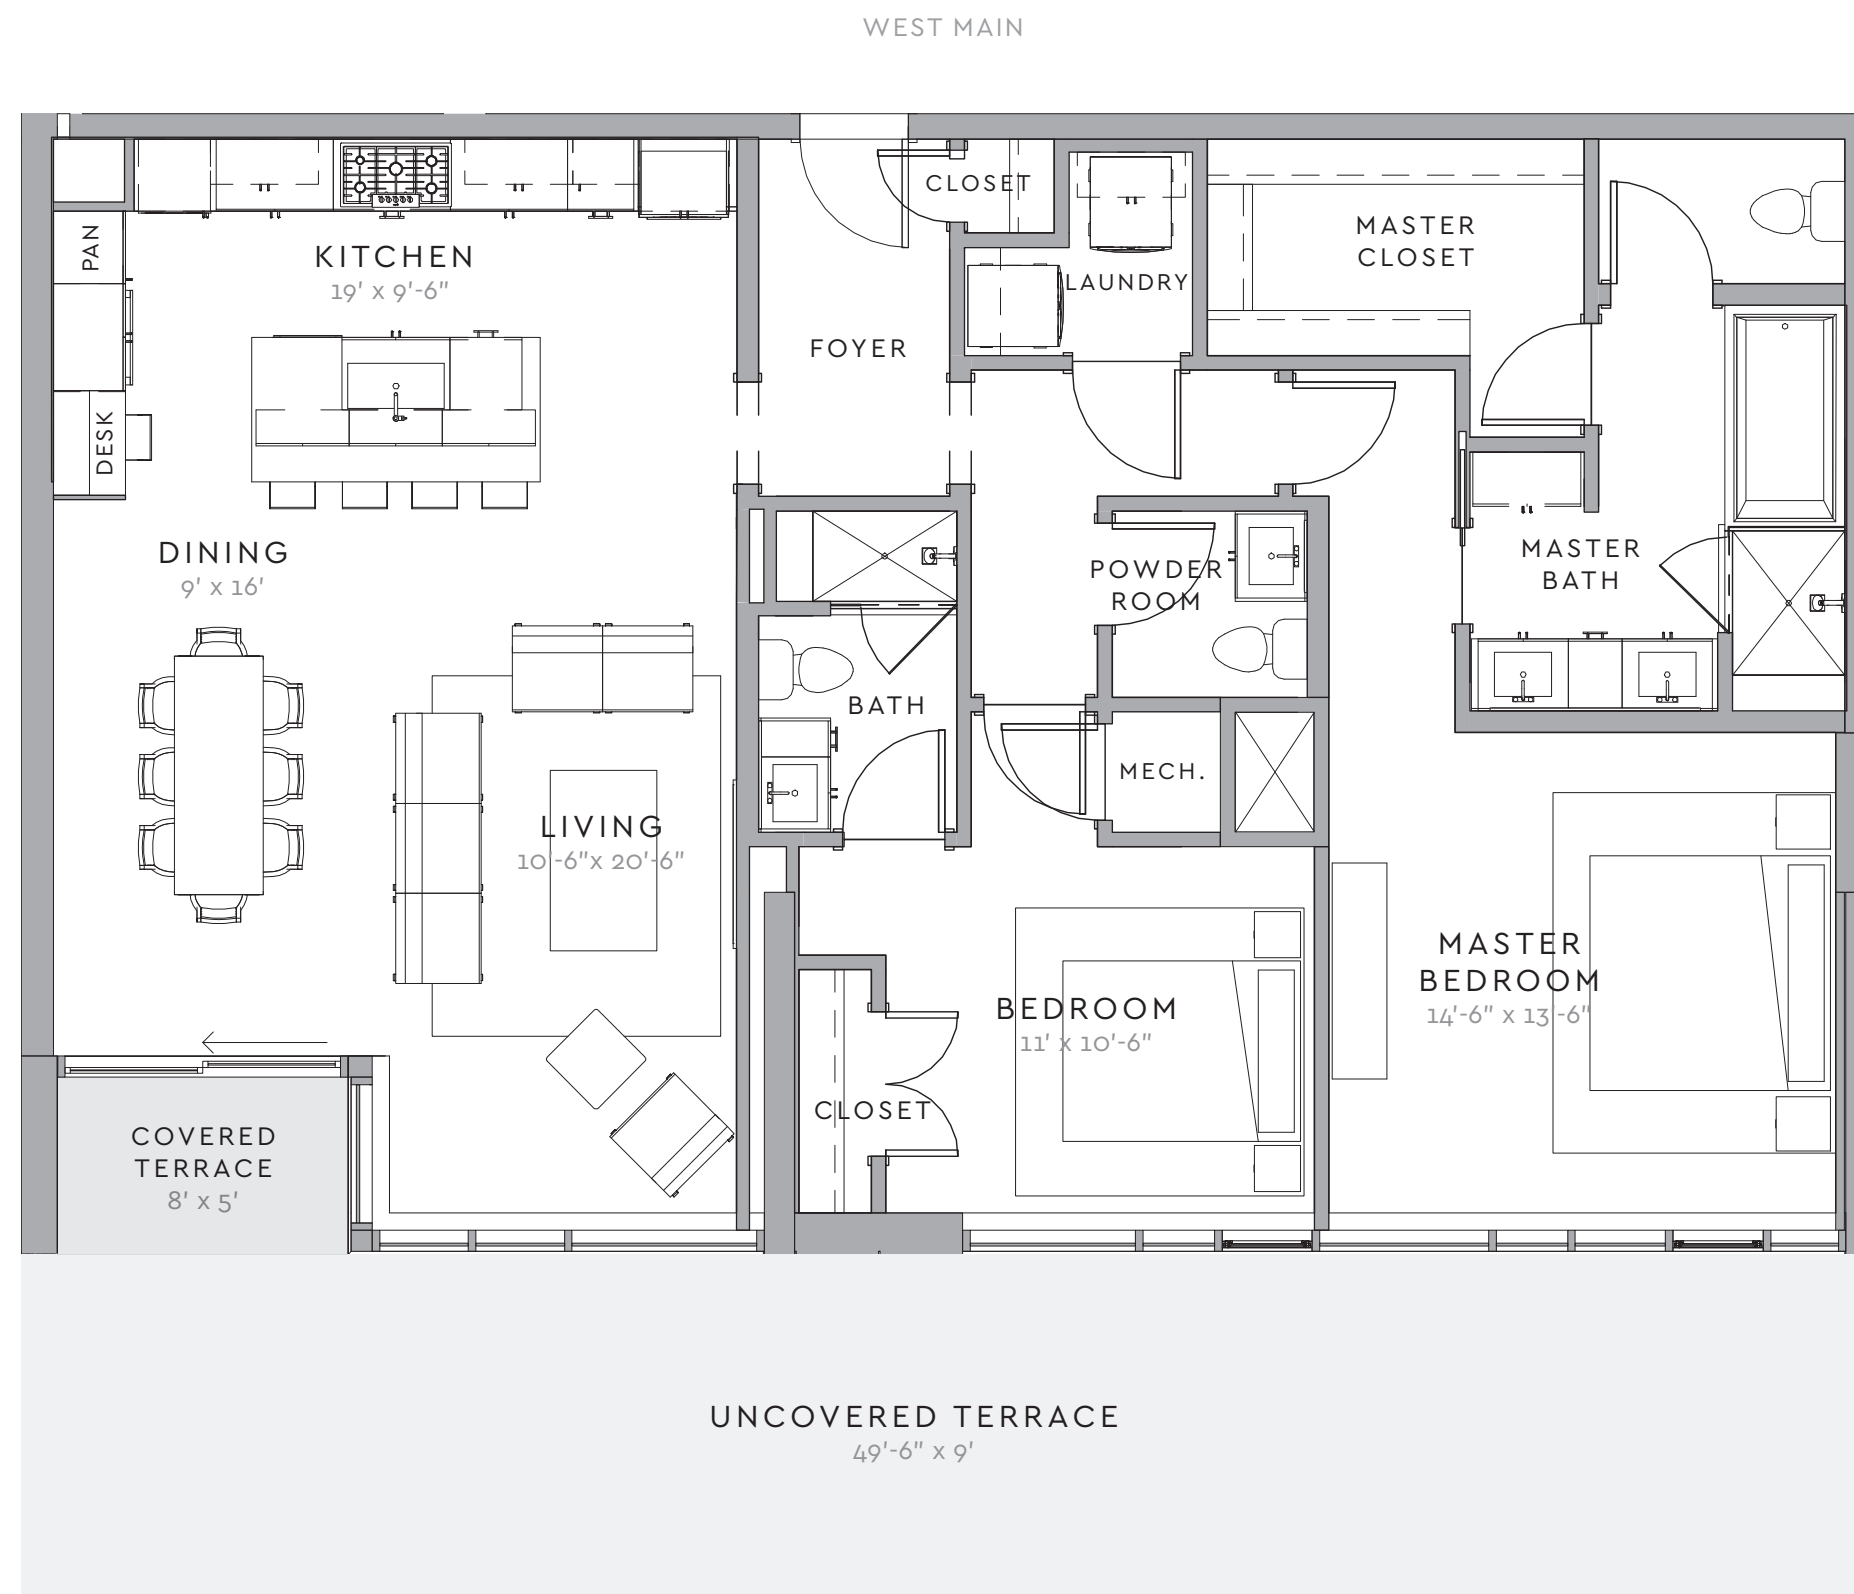 WEST MAIN
CLOSET
PAN
KITCHEN
19' x 9'-6"
MASTER
CLOSET
LAUNDRY
FOYER
DESK
DINING
9' x 16'
POWDER
ROOM
MASTER
BATH
BATH
MECH.
LIVING
10'-6"x 20'-6"
MASTER
BEDROOM
14'-6" x 13'-6"
BEDROOM
11' x 10'-6"
CLOSET
COVERED
TERRACE
8' x 5'
UNCOVERED TERRACE
49'-6" x 9'